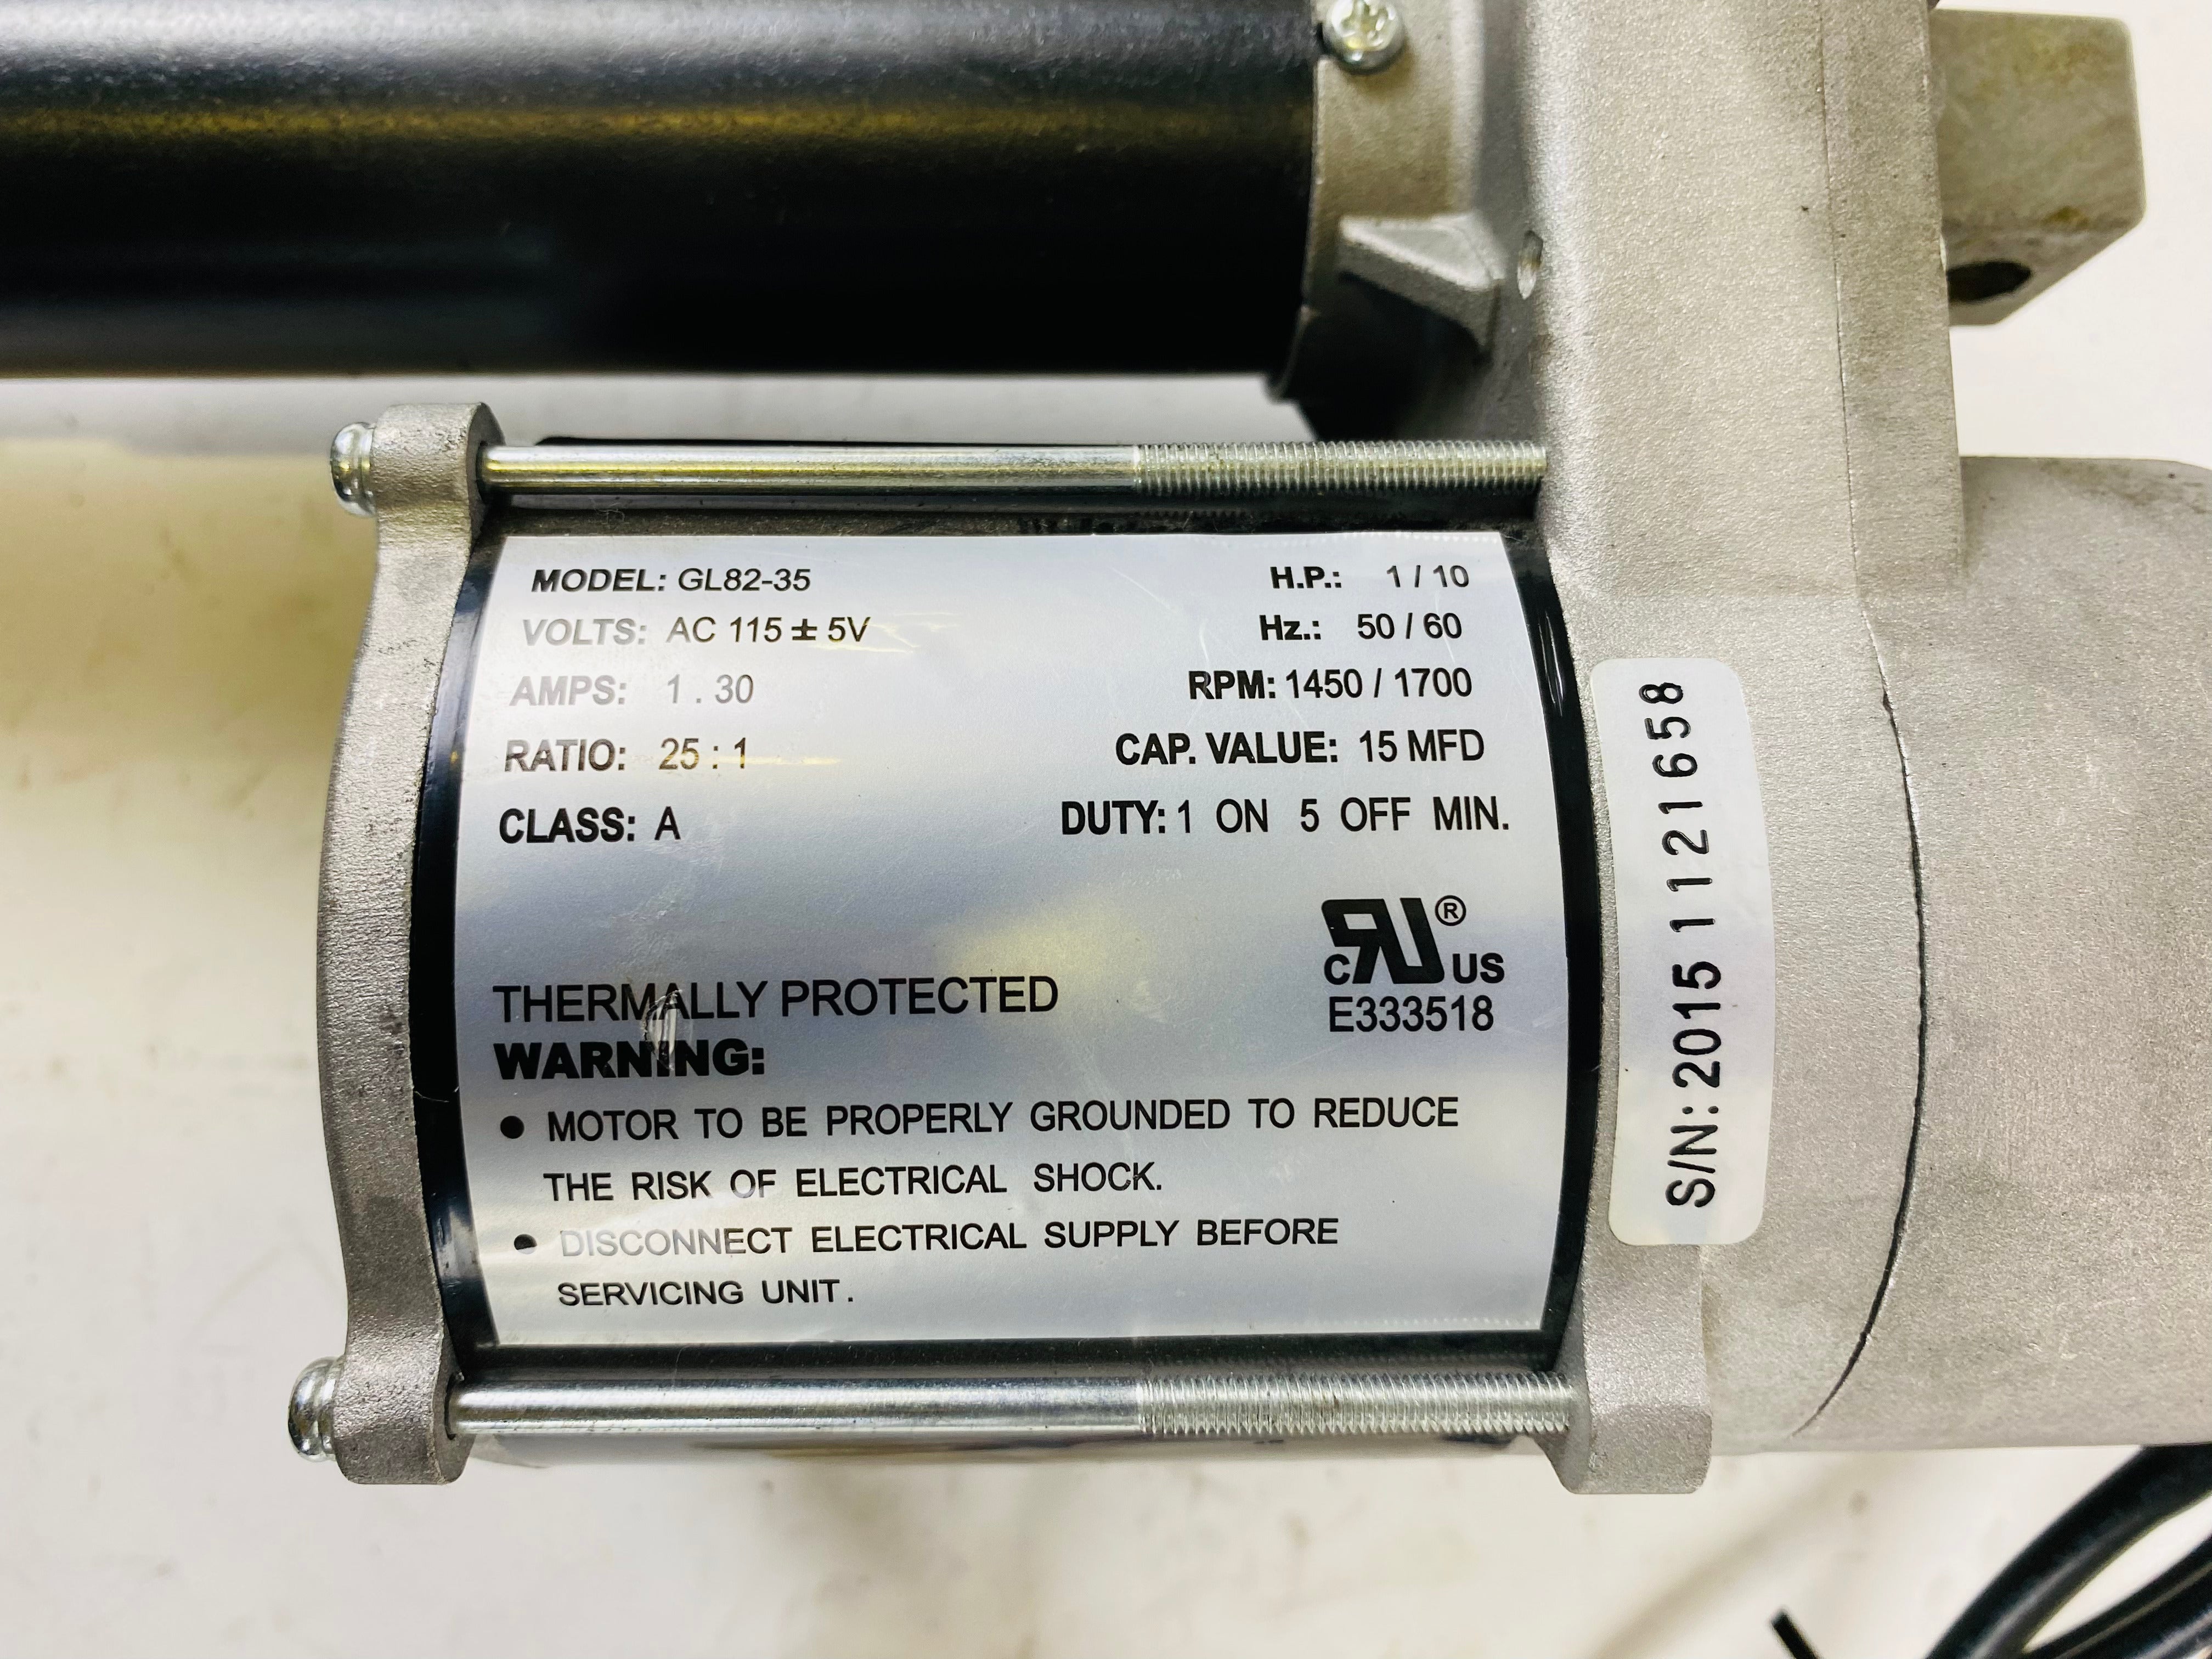 MODEL: GL82-35
VOLTS: AC 115 ± 5V
AMPS: 1 . 30
RATIO: 25 : 1
CLASS: A
H.P.: 1 / 10
Hz.: 50 / 60
RPM: 1450 / 1700
CAP. VALUE: 15 MFD
DUTY: 1 ON 5 OFF MIN.
C RU ® US
E333518
THERMALLY PROTECTED
WARNING:
● MOTOR TO BE PROPERLY GROUNDED TO REDUCE
THE RISK OF ELECTRICAL SHOCK.
● DISCONNECT ELECTRICAL SUPPLY BEFORE
SERVICING UNIT.
S/N: 2015 1121658